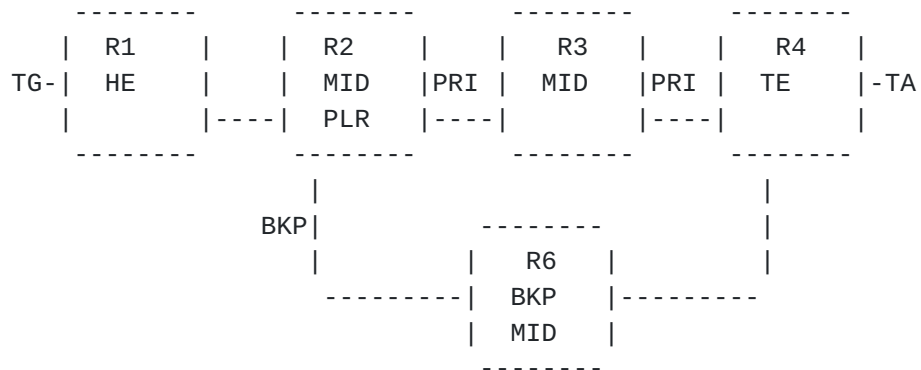 R1 R2 R3 R4
TG- HE MID PRI MID PRI TE -TA
PLR
BKP
R6
BKP
MID